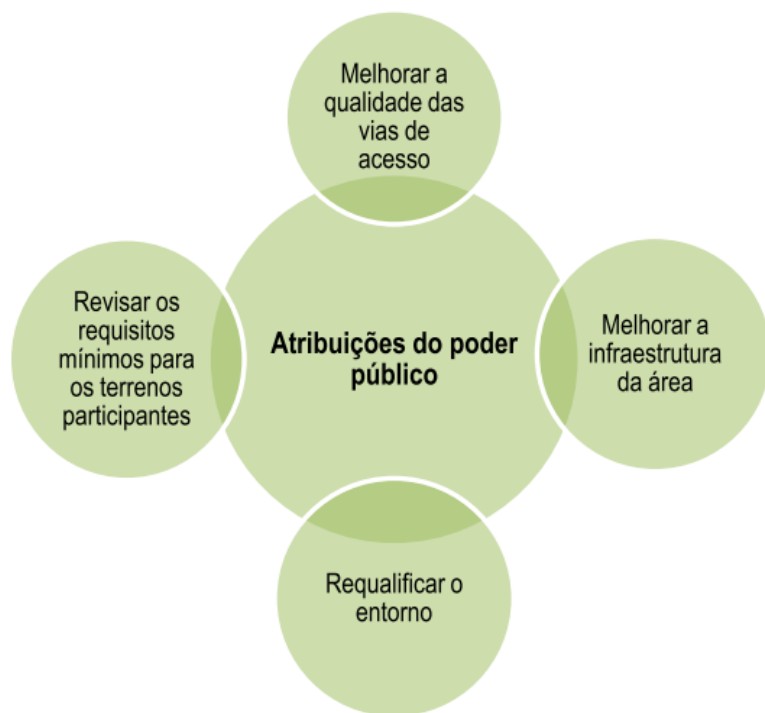 Melhorar a
qualidade das
vias de
acesso
Revisar os
requisitos
mínimos para
os terrenos
participantes
Atribuições do poder
público
Melhorar a
infraestrutura
da área
Requalificar o
entorno